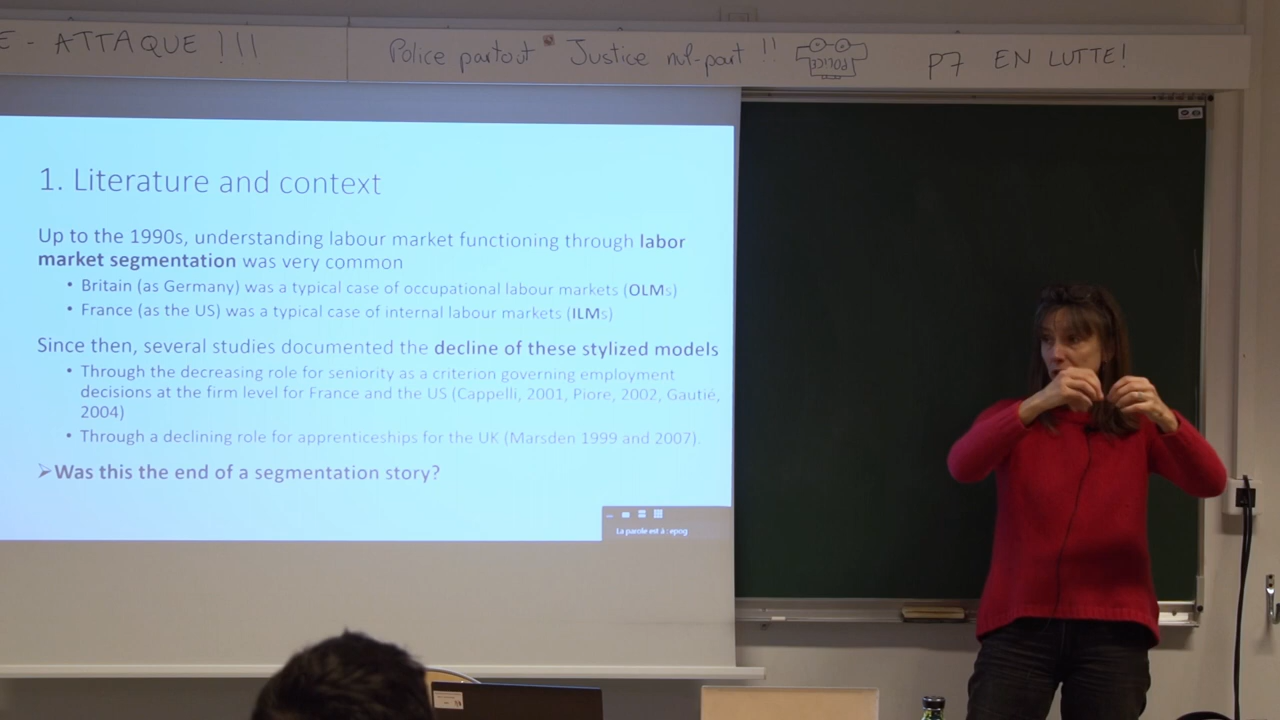 E - ATTAQUE !!!
Police partout Justice nul-part !!
POLICE
P7 EN LUTTE!
1. Literature and context
Up to the 1990s, understanding labour market functioning through labor
market segmentation was very common
• Britain (as Germany) was a typical case of occupational labour markets (OLMs)
• France (as the US) was a typical case of internal labour markets (ILMs)
Since then, several studies documented the decline of these stylized models
• Through the decreasing role for seniority as a criterion governing employment
decisions at the firm level for France and the US (Cappelli, 2001, Piore, 2002, Gautié,
2004)
• Through a declining role for apprenticeships for the UK (Marsden 1999 and 2007).
➢Was this the end of a segmentation story?
La parole est à : epog